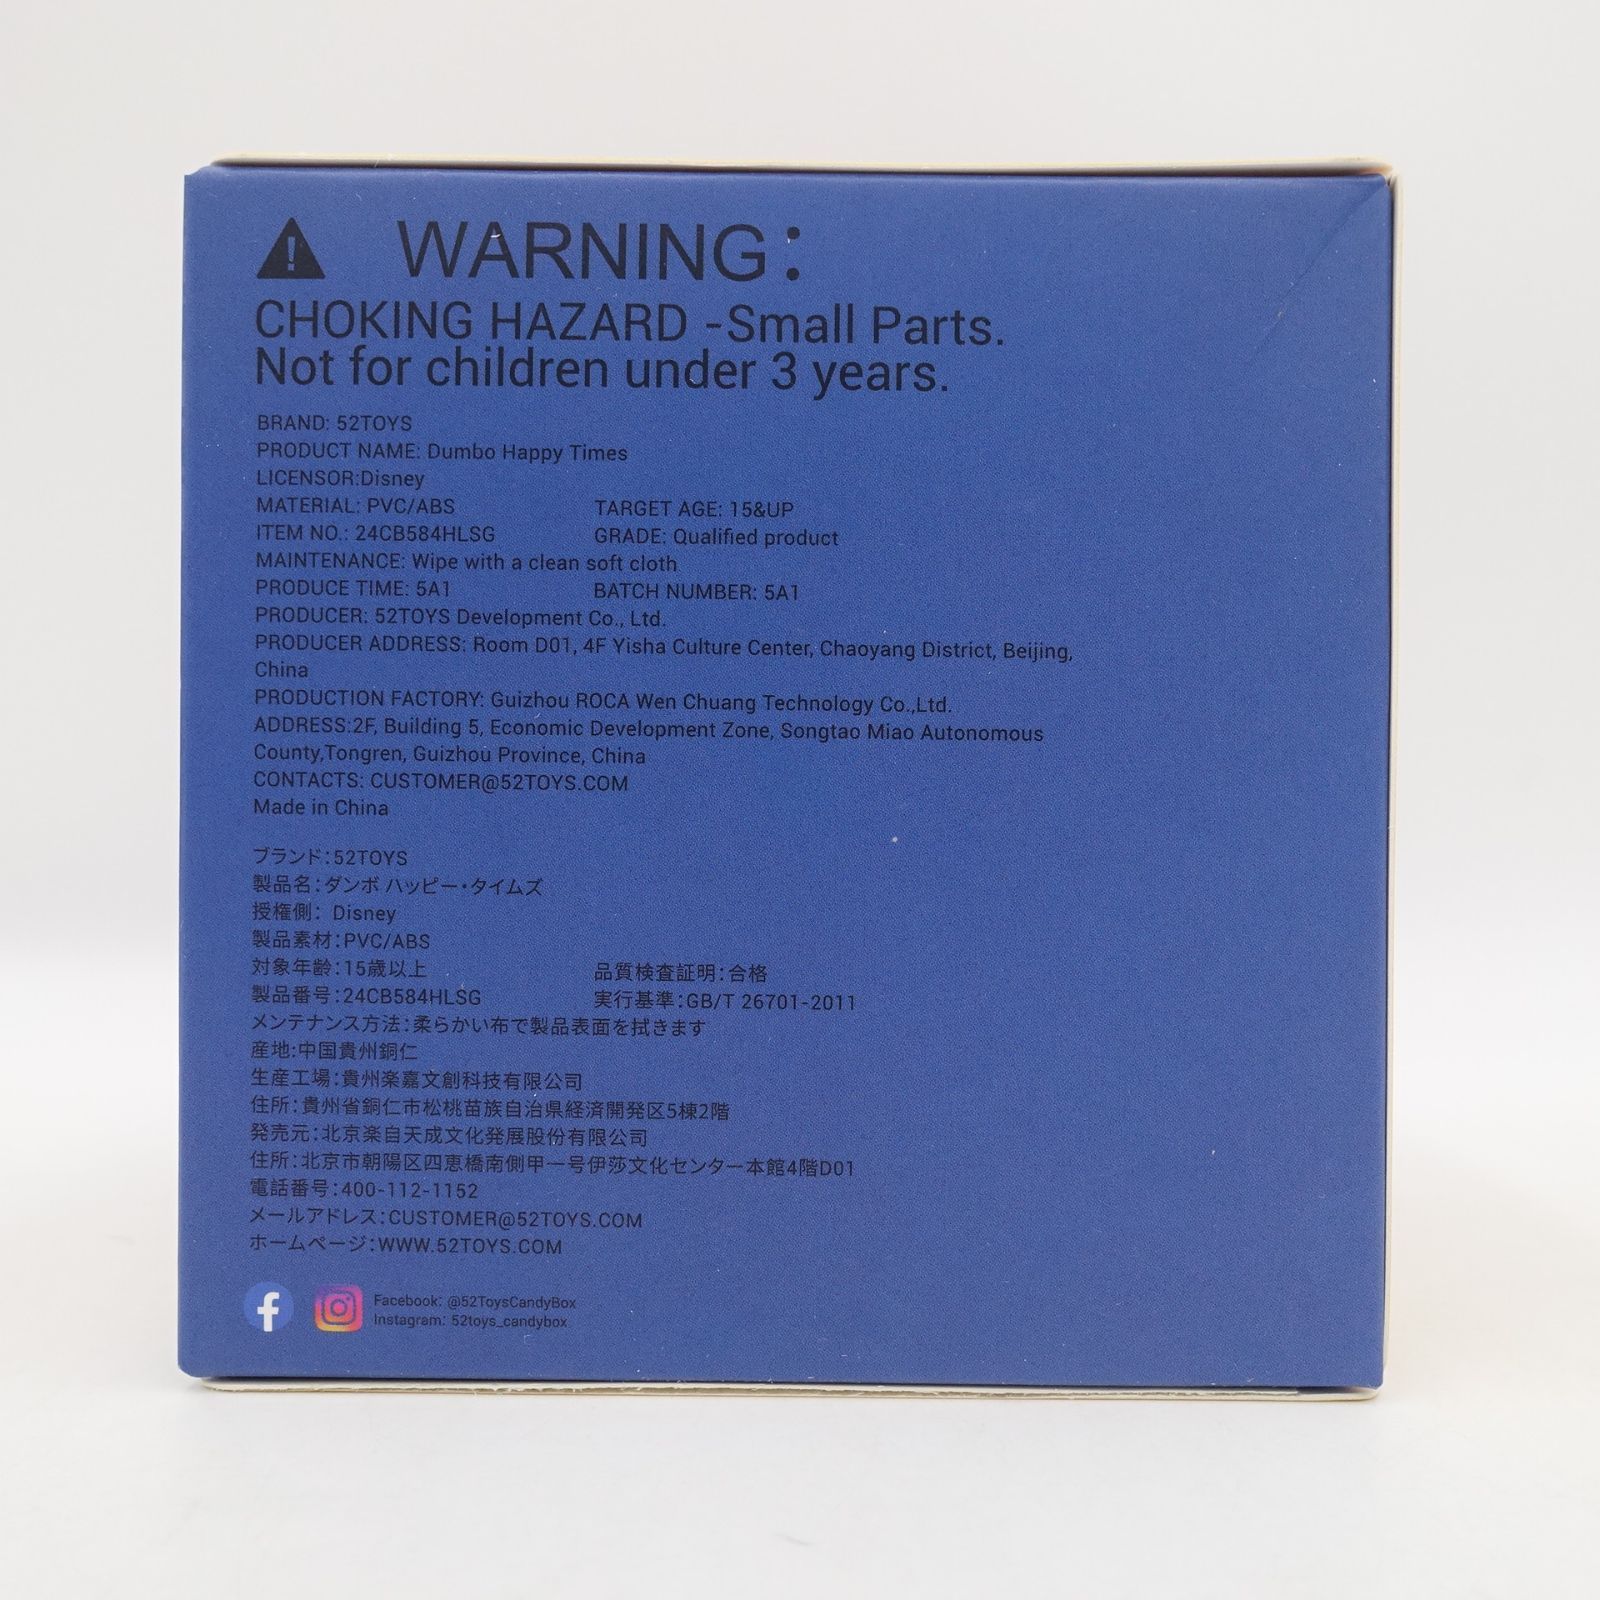 WARNING:
CHOKING HAZARD -Small Parts.
Not for children under 3 years.
BRAND: 52TOYS
PRODUCT NAME: Dumbo Happy Times
LICENSOR:Disney
MATERIAL: PVC/ABS TARGET AGE: 15&UP
ITEM NO.: 24CB584HLSG GRADE: Qualified product
MAINTENANCE: Wipe with a clean soft cloth
PRODUCE TIME: 5A1 BATCH NUMBER: 5A1
PRODUCER: 52TOYS Development Co., Ltd.
PRODUCER ADDRESS: Room D01, 4F Yisha Culture Center, Chaoyang District, Beijing,
China
PRODUCTION FACTORY: Guizhou ROCA Wen Chuang Technology Co.,Ltd.
ADDRESS:2F, Building 5, Economic Development Zone, Songtao Miao Autonomous
County,Tongren, Guizhou Province, China
CONTACTS: CUSTOMER@52TOYS.COM
Made in China
ブランド:52TOYS
製品名:ダンボ ハッピー・タイムズ
授権側: Disney
製品素材:PVC/ABS
対象年齢:15歳以上 品質検査証明:合格
製品番号:24CB584HLSG 実行基準:GB/T 26701-2011
メンテナンス方法:柔らかい布で製品表面を拭きます
産地:中国貴州銅仁
生産工場:貴州楽嘉文創科技有限公司
住所:貴州省銅仁市松桃苗族自治県経済開発区5棟2階
発売元:北京楽自天成文化発展股份有限公司
住所:北京市朝陽区四恵橋南側甲一号伊莎文化センター本館4階D01
電話番号:400-112-1152
メールアドレス:CUSTOMER@52TOYS.COM
ホームページ:WWW.52TOYS.COM
Facebook: @52ToysCandyBox
Instagram: 52toys_candybox